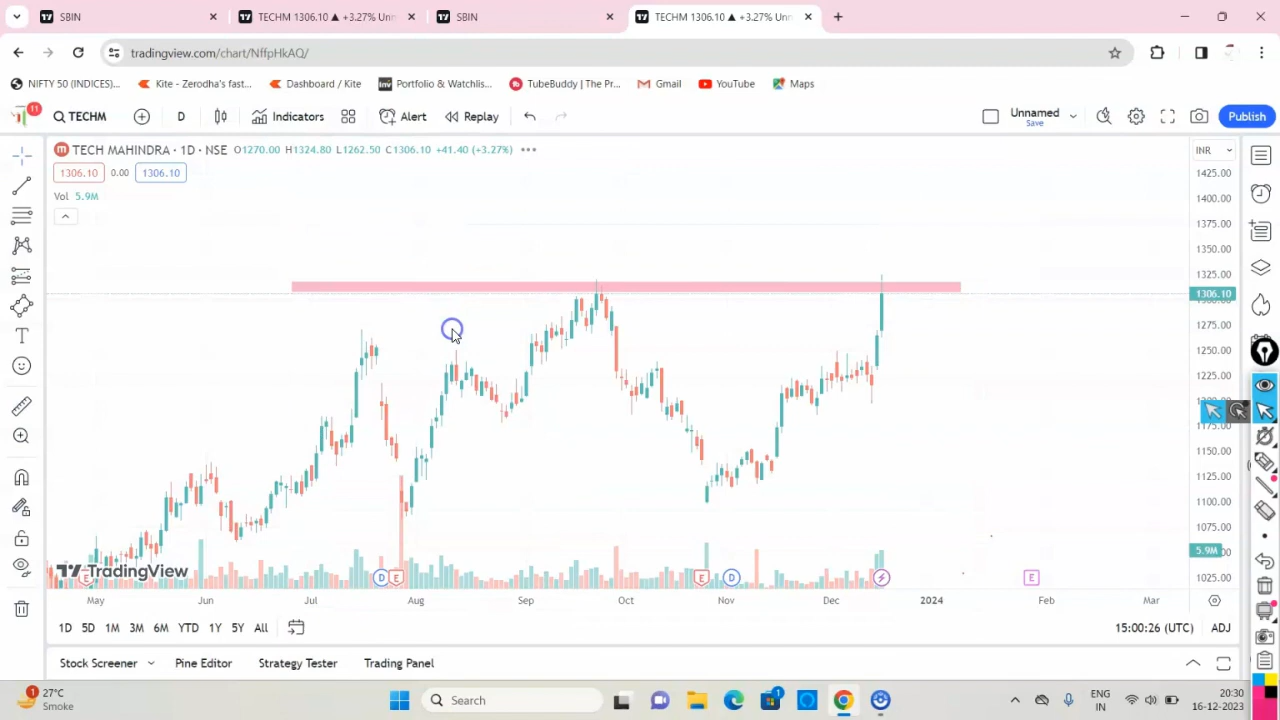 SBIN
TECHM 1306.10 ▲ +3.27% Unn
SBIN
TECHM 1306.10 ▲ +3.27% Unn
tradingview.com/chart/NffpHkAQ/
NIFTY 50 (INDICES)...
Kite - Zerodha's fast...
Dashboard / Kite
Portfolio & Watchlis...
TubeBuddy | The Pr...
Gmail
YouTube
Maps
11
TECHM
D
Indicators
Alert
Replay
Unnamed
Save
Publish
TECH MAHINDRA · 1D · NSE O1270.00 H1324.80 L1262.50 C1306.10 +41.40 (+3.27%)
INR
1306.10 0.00 1306.10
Vol 5.9M
1425.00
1400.00
1375.00
1350.00
1325.00
1306.10
1275.00
1250.00
1225.00
1175.00
1150.00
1125.00
1100.00
1075.00
5.9M
1025.00
TradingView
E D E E D E
May Jun Jul Aug Sep Oct Nov Dec 2024 Feb Mar
1D 5D 1M 3M 6M YTD 1Y 5Y All
15:00:26 (UTC) ADJ
Stock Screener Pine Editor Strategy Tester Trading Panel
1
27°C
Smoke
Search
1
ENG
IN
20:30
16-12-2023